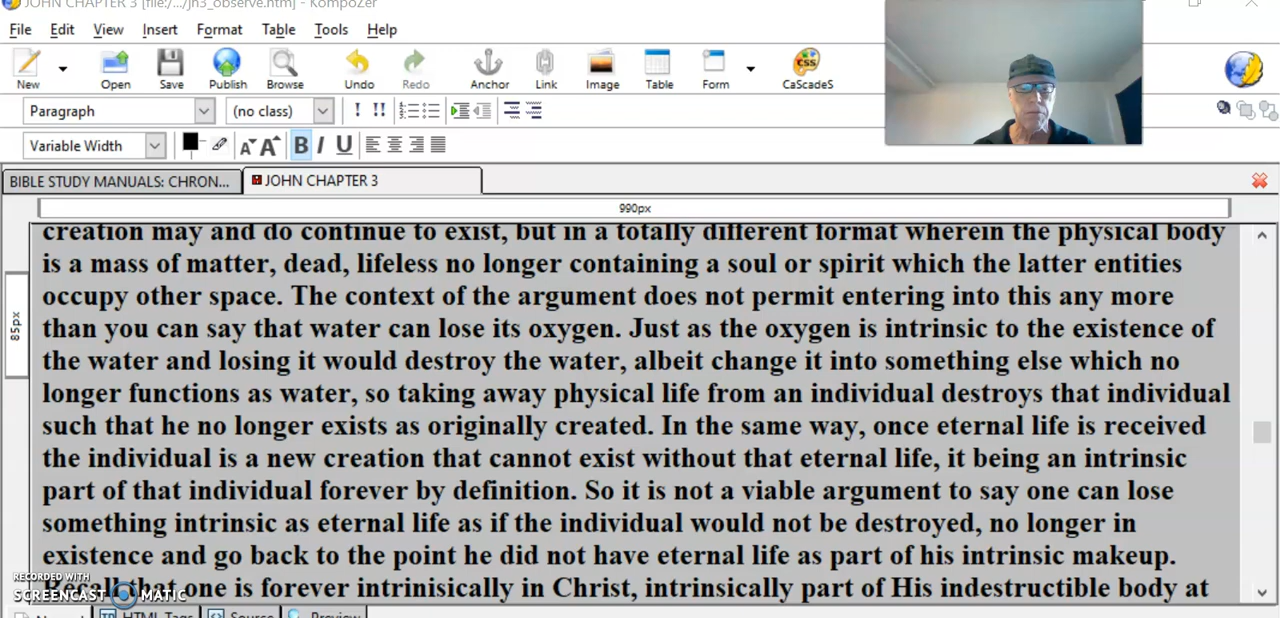 JOHN CHAPTER 3 [file:/.../jn3_observe.htm] - KompoZer
File Edit View Insert Format Table Tools Help
New Open Save Publish Browse Undo Redo Anchor Link Image Table Form CaScadeS
Paragraph (no class) ! !!
Variable Width A A B I U
BIBLE STUDY MANUALS: CHRON... JOHN CHAPTER 3
990px
85px
creation may and do continue to exist, but in a totally different format wherein the physical body
is a mass of matter, dead, lifeless no longer containing a soul or spirit which the latter entities
occupy other space. The context of the argument does not permit entering into this any more
than you can say that water can lose its oxygen. Just as the oxygen is intrinsic to the existence of
the water and losing it would destroy the water, albeit change it into something else which no
longer functions as water, so taking away physical life from an individual destroys that individual
such that he no longer exists as originally created. In the same way, once eternal life is received
the individual is a new creation that cannot exist without that eternal life, it being an intrinsic
part of that individual forever by definition. So it is not a viable argument to say one can lose
something intrinsic as eternal life as if the individual would not be destroyed, no longer in
existence and go back to the point he did not have eternal life as part of his intrinsic makeup.
Recall that one is forever intrinisically in Christ, intrinsically part of His indestructible body at
RECORDED WITH
SCREENCAST MATIC
HTML Tags Source Preview